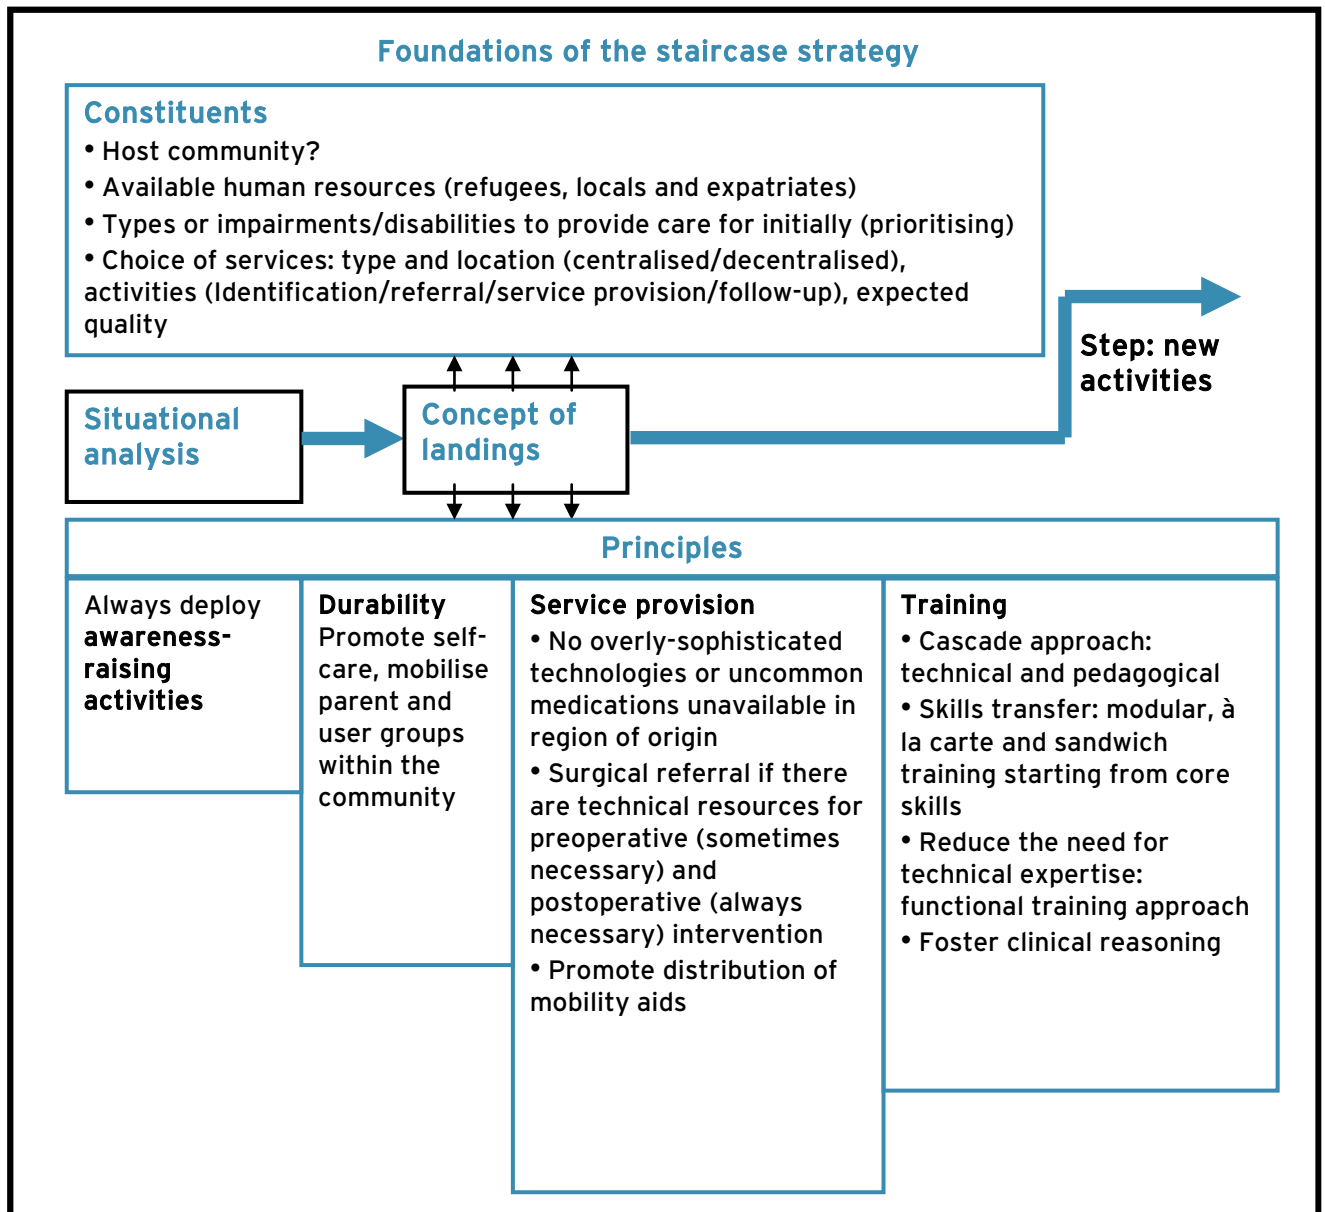 Foundations of the staircase strategy
Constituents
• Host community?
• Available human resources (refugees, locals and expatriates)
• Types or impairments/disabilities to provide care for initially (prioritising)
• Choice of services: type and location (centralised/decentralised),
activities (Identification/referral/service provision/follow-up), expected
quality
Step: new
activities
Situational
analysis
Concept of
landings
Principles
Always deploy
awareness-
raising
activities
Durability
Promote self-
care, mobilise
parent and
user groups
within the
community
Service provision
• No overly-sophisticated
technologies or uncommon
medications unavailable in
region of origin
• Surgical referral if there
are technical resources for
preoperative (sometimes
necessary) and
postoperative (always
necessary) intervention
• Promote distribution of
mobility aids
Training
• Cascade approach:
technical and pedagogical
• Skills transfer: modular, à
la carte and sandwich
training starting from core
skills
• Reduce the need for
technical expertise:
functional training approach
• Foster clinical reasoning